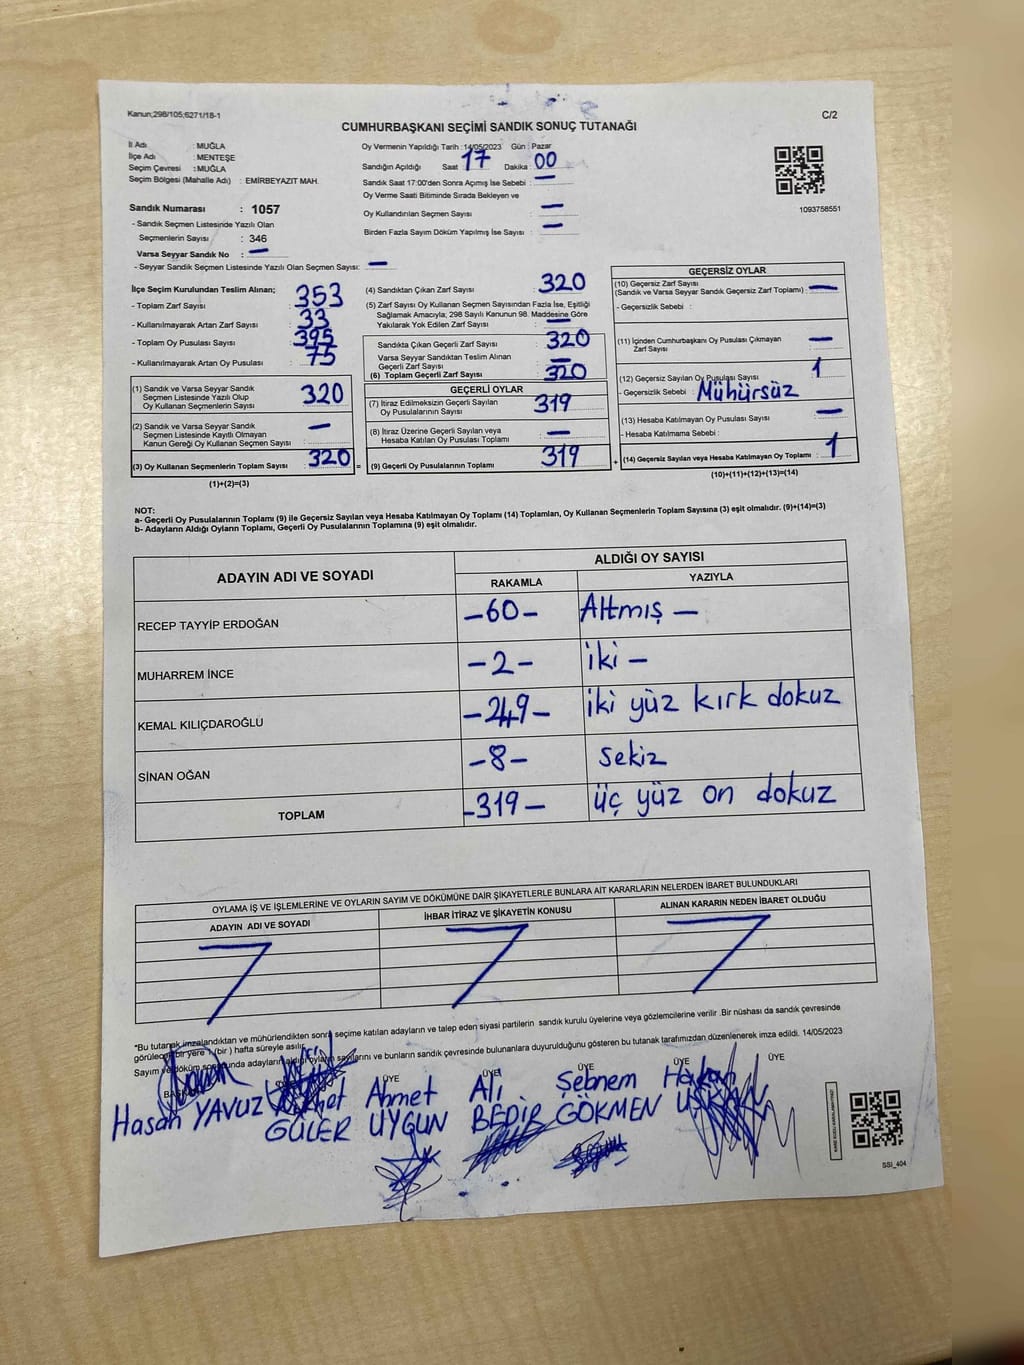 Kanun;298/105;6271/18-1
C/2
CUMHURBAŞKANI SEÇİMİ SANDIK SONUÇ TUTANAĞI
İl Adı : MUĞLA
İlçe Adı : MENTEŞE
Seçim Çevresi : MUĞLA
Seçim Bölgesi (Mahalle Adı) : EMİRBEYAZIT MAH.
Sandık Numarası : 1057
- Sandık Seçmen Listesinde Yazılı Olan
Seçmenlerin Sayısı : 346
Varsa Seyyar Sandık No : —
- Seyyar Sandık Seçmen Listesinde Yazılı Olan Seçmen Sayısı: —
Oy Vermenin Yapıldığı Tarih : 14/05/2023 Gün : Pazar
Sandığın Açıldığı Saat : 17 Dakika : 00
Sandık Saat 17:00'den Sonra Açımış İse Sebebi : —
Oy Verme Saati Bitiminde Sırada Bekleyen ve
Oy Kullandırılan Seçmen Sayısı : —
Birden Fazla Sayım Döküm Yapılmış İse Sayısı : —
1093758551
İlçe Seçim Kurulundan Teslim Alınan;
- Toplam Zarf Sayısı : 353
- Kullanılmayarak Artan Zarf Sayısı : 33
- Toplam Oy Pusulası Sayısı : 395
- Kullanılmayarak Artan Oy Pusulası : 75
(1) Sandık ve Varsa Seyyar Sandık
Seçmen Listesinde Yazılı Olup
Oy Kullanan Seçmenlerin Sayısı : 320
(2) Sandık ve Varsa Seyyar Sandık
Seçmen Listesinde Kayıtlı Olmayan
Kanun Gereği Oy Kullanan Seçmen Sayısı : —
(3) Oy Kullanan Seçmenlerin Toplam Sayısı : 320 =
(1)+(2)=(3)
(4) Sandıktan Çıkan Zarf Sayısı : 320
(5) Zarf Sayısı Oy Kullanan Seçmen Sayısından Fazla İse, Eşitliği
Sağlamak Amacıyla; 298 Sayılı Kanunun 98. Maddesine Göre
Yakılarak Yok Edilen Zarf Sayısı : —
Sandıkta Çıkan Geçerli Zarf Sayısı : 320
Varsa Seyyar Sandıktan Teslim Alınan
Geçerli Zarf Sayısı : —
(6) Toplam Geçerli Zarf Sayısı : 320
GEÇERLİ OYLAR
(7) İtiraz Edilmeksizin Geçerli Sayılan
Oy Pusulalarının Sayısı : 319
(8) İtiraz Üzerine Geçerli Sayılan veya
Hesaba Katılan Oy Pusulası Toplamı : —
(9) Geçerli Oy Pusulalarının Toplamı : 319 +
GEÇERSİZ OYLAR
(10) Geçersiz Zarf Sayısı
(Sandık ve Varsa Seyyar Sandık Geçersiz Zarf Toplamı) : —
- Geçersizlik Sebebi :
(11) İçinden Cumhurbaşkanı Oy Pusulası Çıkmayan
Zarf Sayısı : —
(12) Geçersiz Sayılan Oy Pusulası Sayısı : 1
- Geçersizlik Sebebi : Mühürsüz
(13) Hesaba Katılmayan Oy Pusulası Sayısı : —
- Hesaba Katılmama Sebebi :
(14) Geçersiz Sayılan veya Hesaba Katılmayan Oy Toplamı : 1
(10)+(11)+(12)+(13)=(14)
NOT:
a- Geçerli Oy Pusulalarının Toplamı (9) ile Geçersiz Sayılan veya Hesaba Katılmayan Oy Toplamı (14) Toplamları, Oy Kullanan Seçmenlerin Toplam Sayısına (3) eşit olmalıdır. (9)+(14)=(3)
b- Adayların Aldığı Oyların Toplamı, Geçerli Oy Pusulalarının Toplamına (9) eşit olmalıdır.
ADAYIN ADI VE SOYADI ALDIĞI OY SAYISI
RAKAMLA YAZIYLA
RECEP TAYYİP ERDOĞAN -60- Altmış —
MUHARREM İNCE -2- iki —
KEMAL KILIÇDAROĞLU -249- iki yüz kırk dokuz
SİNAN OĞAN -8- Sekiz
TOPLAM -319- üç yüz on dokuz
OYLAMA İŞ VE İŞLEMLERİNE VE OYLARIN SAYIM VE DÖKÜMÜNE DAİR ŞİKAYETLERLE BUNLARA AİT KARARLARIN NELERDEN İBARET BULUNDUKLARI
ADAYIN ADI VE SOYADI İHBAR İTİRAZ VE ŞİKAYETİN KONUSU ALINAN KARARIN NEDEN İBARET OLDUĞU
*Bu tutanak imzalandıktan ve mühürlendikten sonra seçime katılan adayların ve talep eden siyasi partilerin sandık kurulu üyelerine veya gözlemcilerine verilir .Bir nüshası da sandık çevresinde
görülecek bir yere 1 (bir ) hafta süreyle asılır.
Sayım ve döküm sonunda adayların aldığı oyların sayılarını ve bunların sandık çevresinde bulunanlara duyurulduğunu gösteren bu tutanak tarafımızdan düzenlenerek imza edildi. 14/05/2023
ÜYE ÜYE ÜYE ÜYE ÜYE
Hasan YAVUZ
GÜLER
Ahmet UYGUN
Ali BEDİR
Şebnem GÖKMEN
Hakan
SSI_404